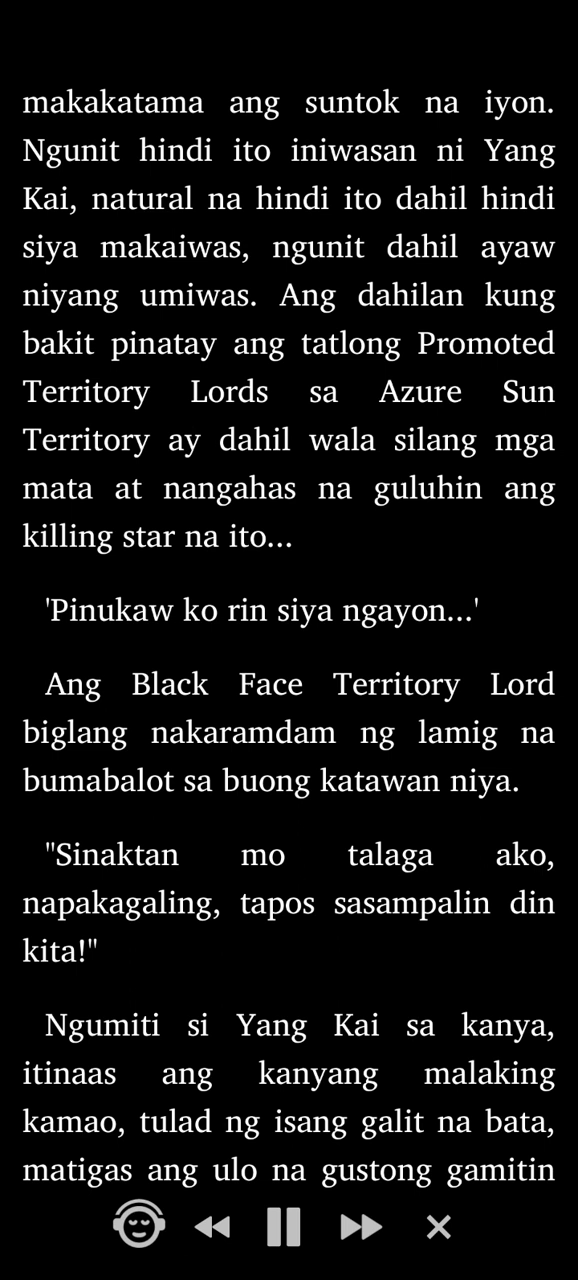 makakatama ang suntok na iyon.
Ngunit hindi ito iniwasan ni Yang
Kai, natural na hindi ito dahil hindi
siya makaiwas, ngunit dahil ayaw
niyang umiwas. Ang dahilan kung
bakit pinatay ang tatlong Promoted
Territory Lords sa Azure Sun
Territory ay dahil wala silang mga
mata at nangahas na guluhin ang
killing star na ito...
'Pinukaw ko rin siya ngayon...'
Ang Black Face Territory Lord
biglang nakaramdam ng lamig na
bumabalot sa buong katawan niya.
"Sinaktan mo talaga ako,
napakagaling, tapos sasampalin din
kita!"
Ngumiti si Yang Kai sa kanya,
itinaas ang kanyang malaking
kamao, tulad ng isang galit na bata,
matigas ang ulo na gustong gamitin